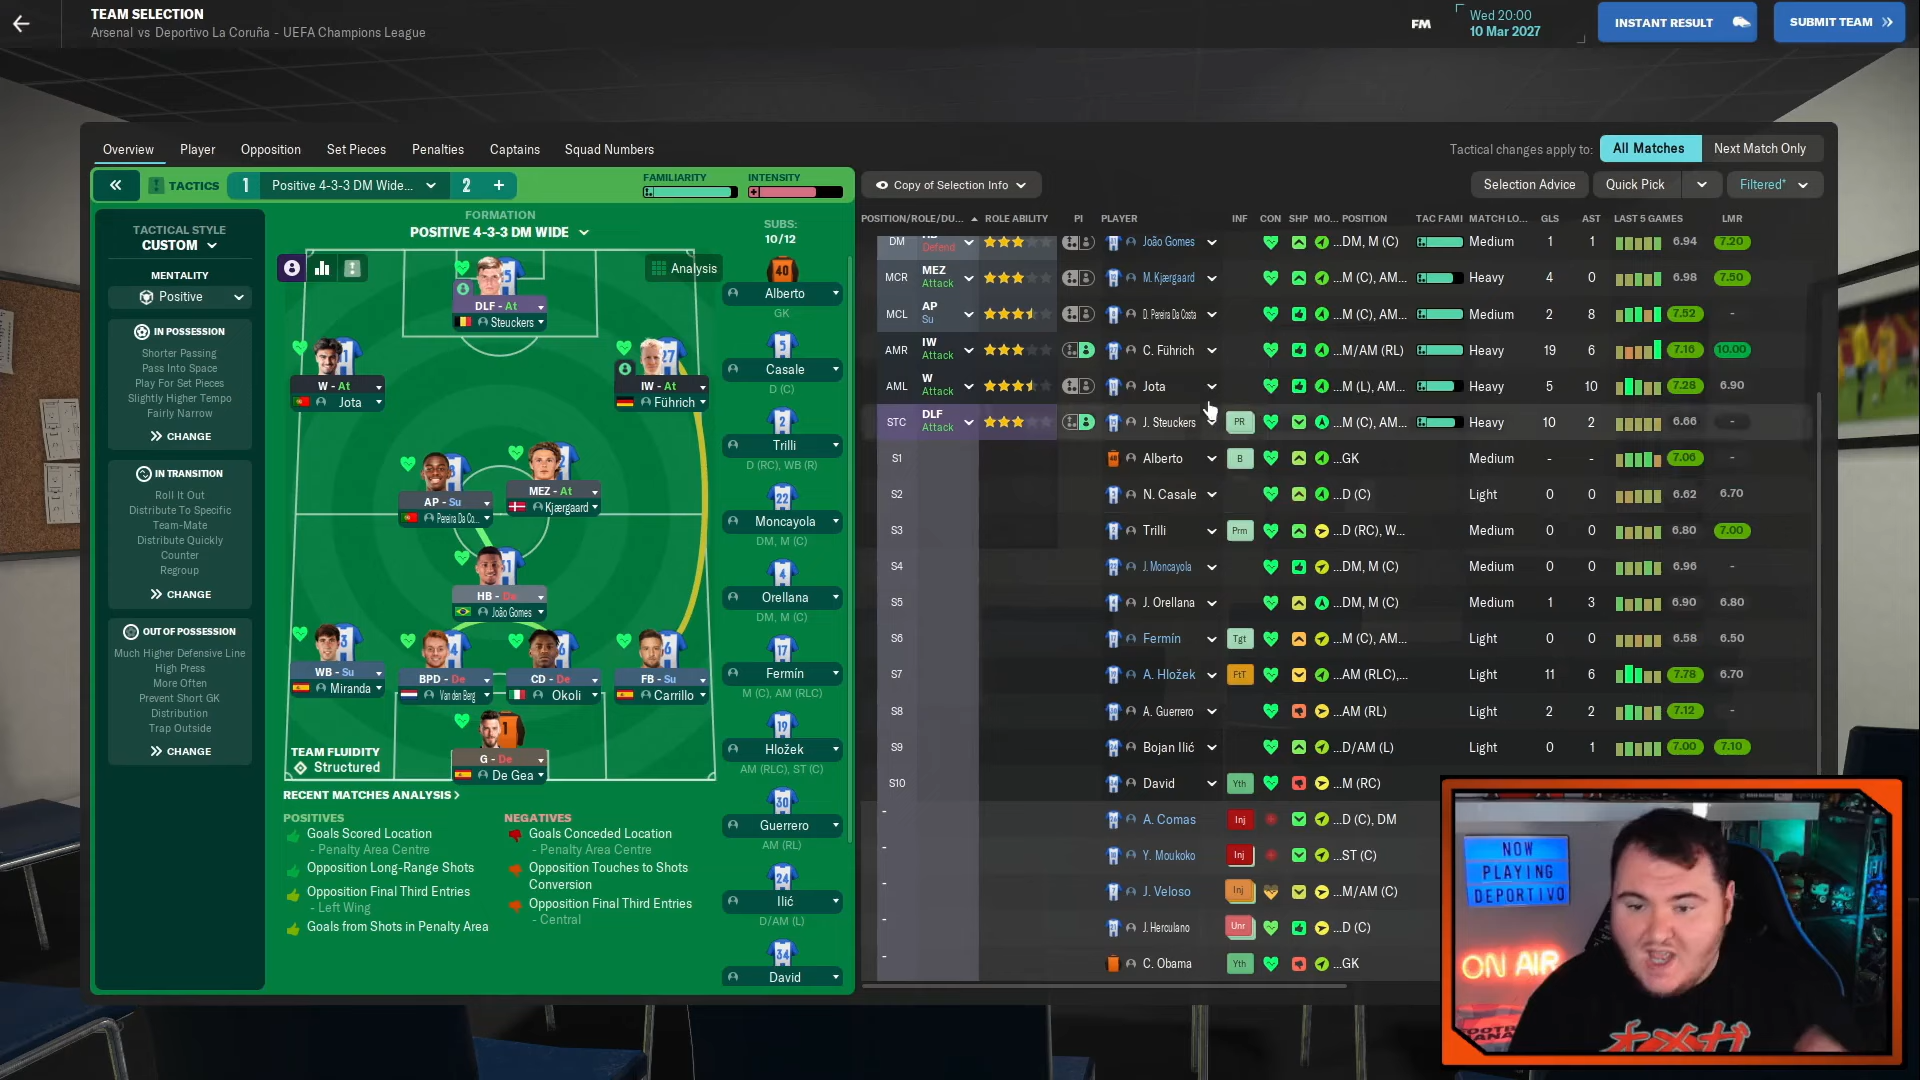 TEAM SELECTION
Arsenal vs Deportivo La Coruña - UEFA Champions League
FM
Wed 20:00
10 Mar 2027
INSTANT RESULT
SUBMIT TEAM
Overview Player Opposition Set Pieces Penalties Captains Squad Numbers
Tactical changes apply to: All Matches Next Match Only
TACTICS 1 Positive 4-3-3 DM Wide... 2 +
FAMILIARITY
INTENSITY
Copy of Selection Info
Selection Advice Quick Pick Filtered*
TACTICAL STYLE
CUSTOM
MENTALITY
Positive
IN POSSESSION
Shorter Passing
Pass Into Space
Play For Set Pieces
Slightly Higher Tempo
Fairly Narrow
CHANGE
IN TRANSITION
Roll It Out
Distribute To Specific
Team-Mate
Distribute Quickly
Counter
Regroup
CHANGE
OUT OF POSSESSION
Much Higher Defensive Line
High Press
More Often
Prevent Short GK
Distribution
Trap Outside
CHANGE
FORMATION
POSITIVE 4-3-3 DM WIDE
Analysis
DLF - At
Steuckers
W - At
Jota
IW - At
Führich
AP - Su
Pereira Da Co...
MEZ - At
Kjærgaard
HB - De
João Gomes
WB - Su
Miranda
BPD - De
Van den Berg
CD - De
Okoli
FB - Su
Carrillo
G - De
De Gea
TEAM FLUIDITY
Structured
RECENT MATCHES ANALYSIS >
POSITIVES
Goals Scored Location
- Penalty Area Centre
Opposition Long-Range Shots
Opposition Final Third Entries
- Left Wing
Goals from Shots in Penalty Area
NEGATIVES
Goals Conceded Location
- Penalty Area Centre
Opposition Touches to Shots
Conversion
Opposition Final Third Entries
- Central
SUBS:
10/12
40
Alberto
GK
5
Casale
D (C)
2
Trilli
D (RC), WB (R)
22
Moncayola
DM, M (C)
4
Orellana
DM, M (C)
17
Fermín
M (C), AM (RLC)
19
Hložek
AM (RLC), ST (C)
30
Guerrero
AM (RL)
24
Ilić
D/AM (L)
34
David
POSITION/ROLE/DU... ROLE ABILITY PI PLAYER INF CON SHP MO... POSITION TAC FAMI MATCH LO... GLS AST LAST 5 GAMES LMR
DM Defend João Gomes ...DM, M (C) Medium 1 1 6.94 7.20
MCR MEZ Attack M. Kjærgaard ...M (C), AM... Heavy 4 0 6.98 7.50
MCL AP Su D. Pereira Da Costa ...M (C), AM... Medium 2 8 7.52 -
AMR IW Attack C. Führich ...M/AM (RL) Heavy 19 6 7.16 10.00
AML W Attack Jota ...M (L), AM... Heavy 5 10 7.28 6.90
STC DLF Attack J. Steuckers PR ...M (C), AM... Heavy 10 2 6.66 -
S1 Alberto B ...GK Medium - - 7.06 -
S2 N. Casale ...D (C) Light 0 0 6.62 6.70
S3 Trilli Prm ...D (RC), W... Medium 0 0 6.80 7.00
S4 J. Moncayola ...DM, M (C) Medium 0 0 6.96 -
S5 J. Orellana ...DM, M (C) Medium 1 3 6.90 6.80
S6 Fermín Tgt ...M (C), AM... Light 0 0 6.58 6.50
S7 A. Hložek FtT ...AM (RLC),... Light 11 6 7.78 6.70
S8 A. Guerrero ...AM (RL) Light 2 2 7.12 -
S9 Bojan Ilić ...D/AM (L) Light 0 1 7.00 7.10
S10 David Yth ...M (RC)
- A. Comas Inj ...D (C), DM
- Y. Moukoko Inj ...ST (C)
- J. Veloso Inj ...M/AM (C)
- J. Herculano Unr ...D (C)
- C. Obama Yth ...GK
NOW
PLAYING
DEPORTIVO
ON AIR